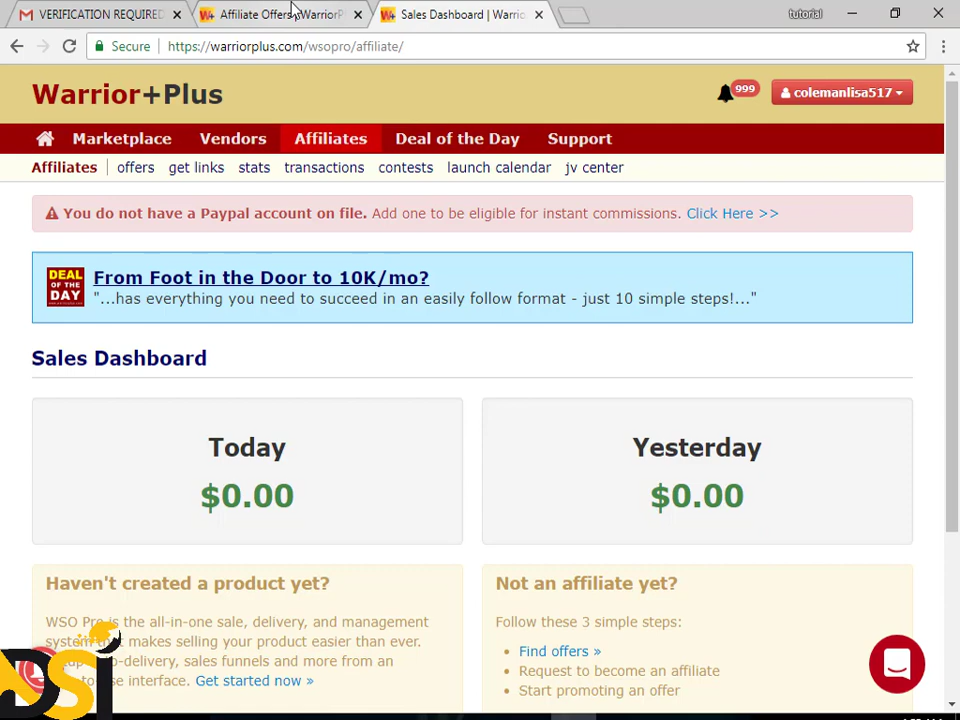 VERIFICATION REQUIRED
Affiliate Offers
Sales Dashboard | Warrio
tutorial
Secure https://warriorplus.com/wsopro/affiliate/
Warrior+Plus
999
colemanlisa517
Marketplace Vendors Affiliates Deal of the Day Support
Affiliates offers get links stats transactions contests launch calendar jv center
You do not have a Paypal account on file. Add one to be eligible for instant commissions. Click Here >>
DEAL
OF THE
DAY
From Foot in the Door to 10K/mo?
"...has everything you need to succeed in an easily follow format - just 10 simple steps!..."
Sales Dashboard
Today
$0.00
Yesterday
$0.00
Haven't created a product yet?
WSO Pro is the all-in-one sale, delivery, and management
makes selling your product easier than ever.
delivery, sales funnels and more from an
interface. Get started now »
Not an affiliate yet?
Follow these 3 simple steps:
• Find offers »
• Request to become an affiliate
• Start promoting an offer
DSI